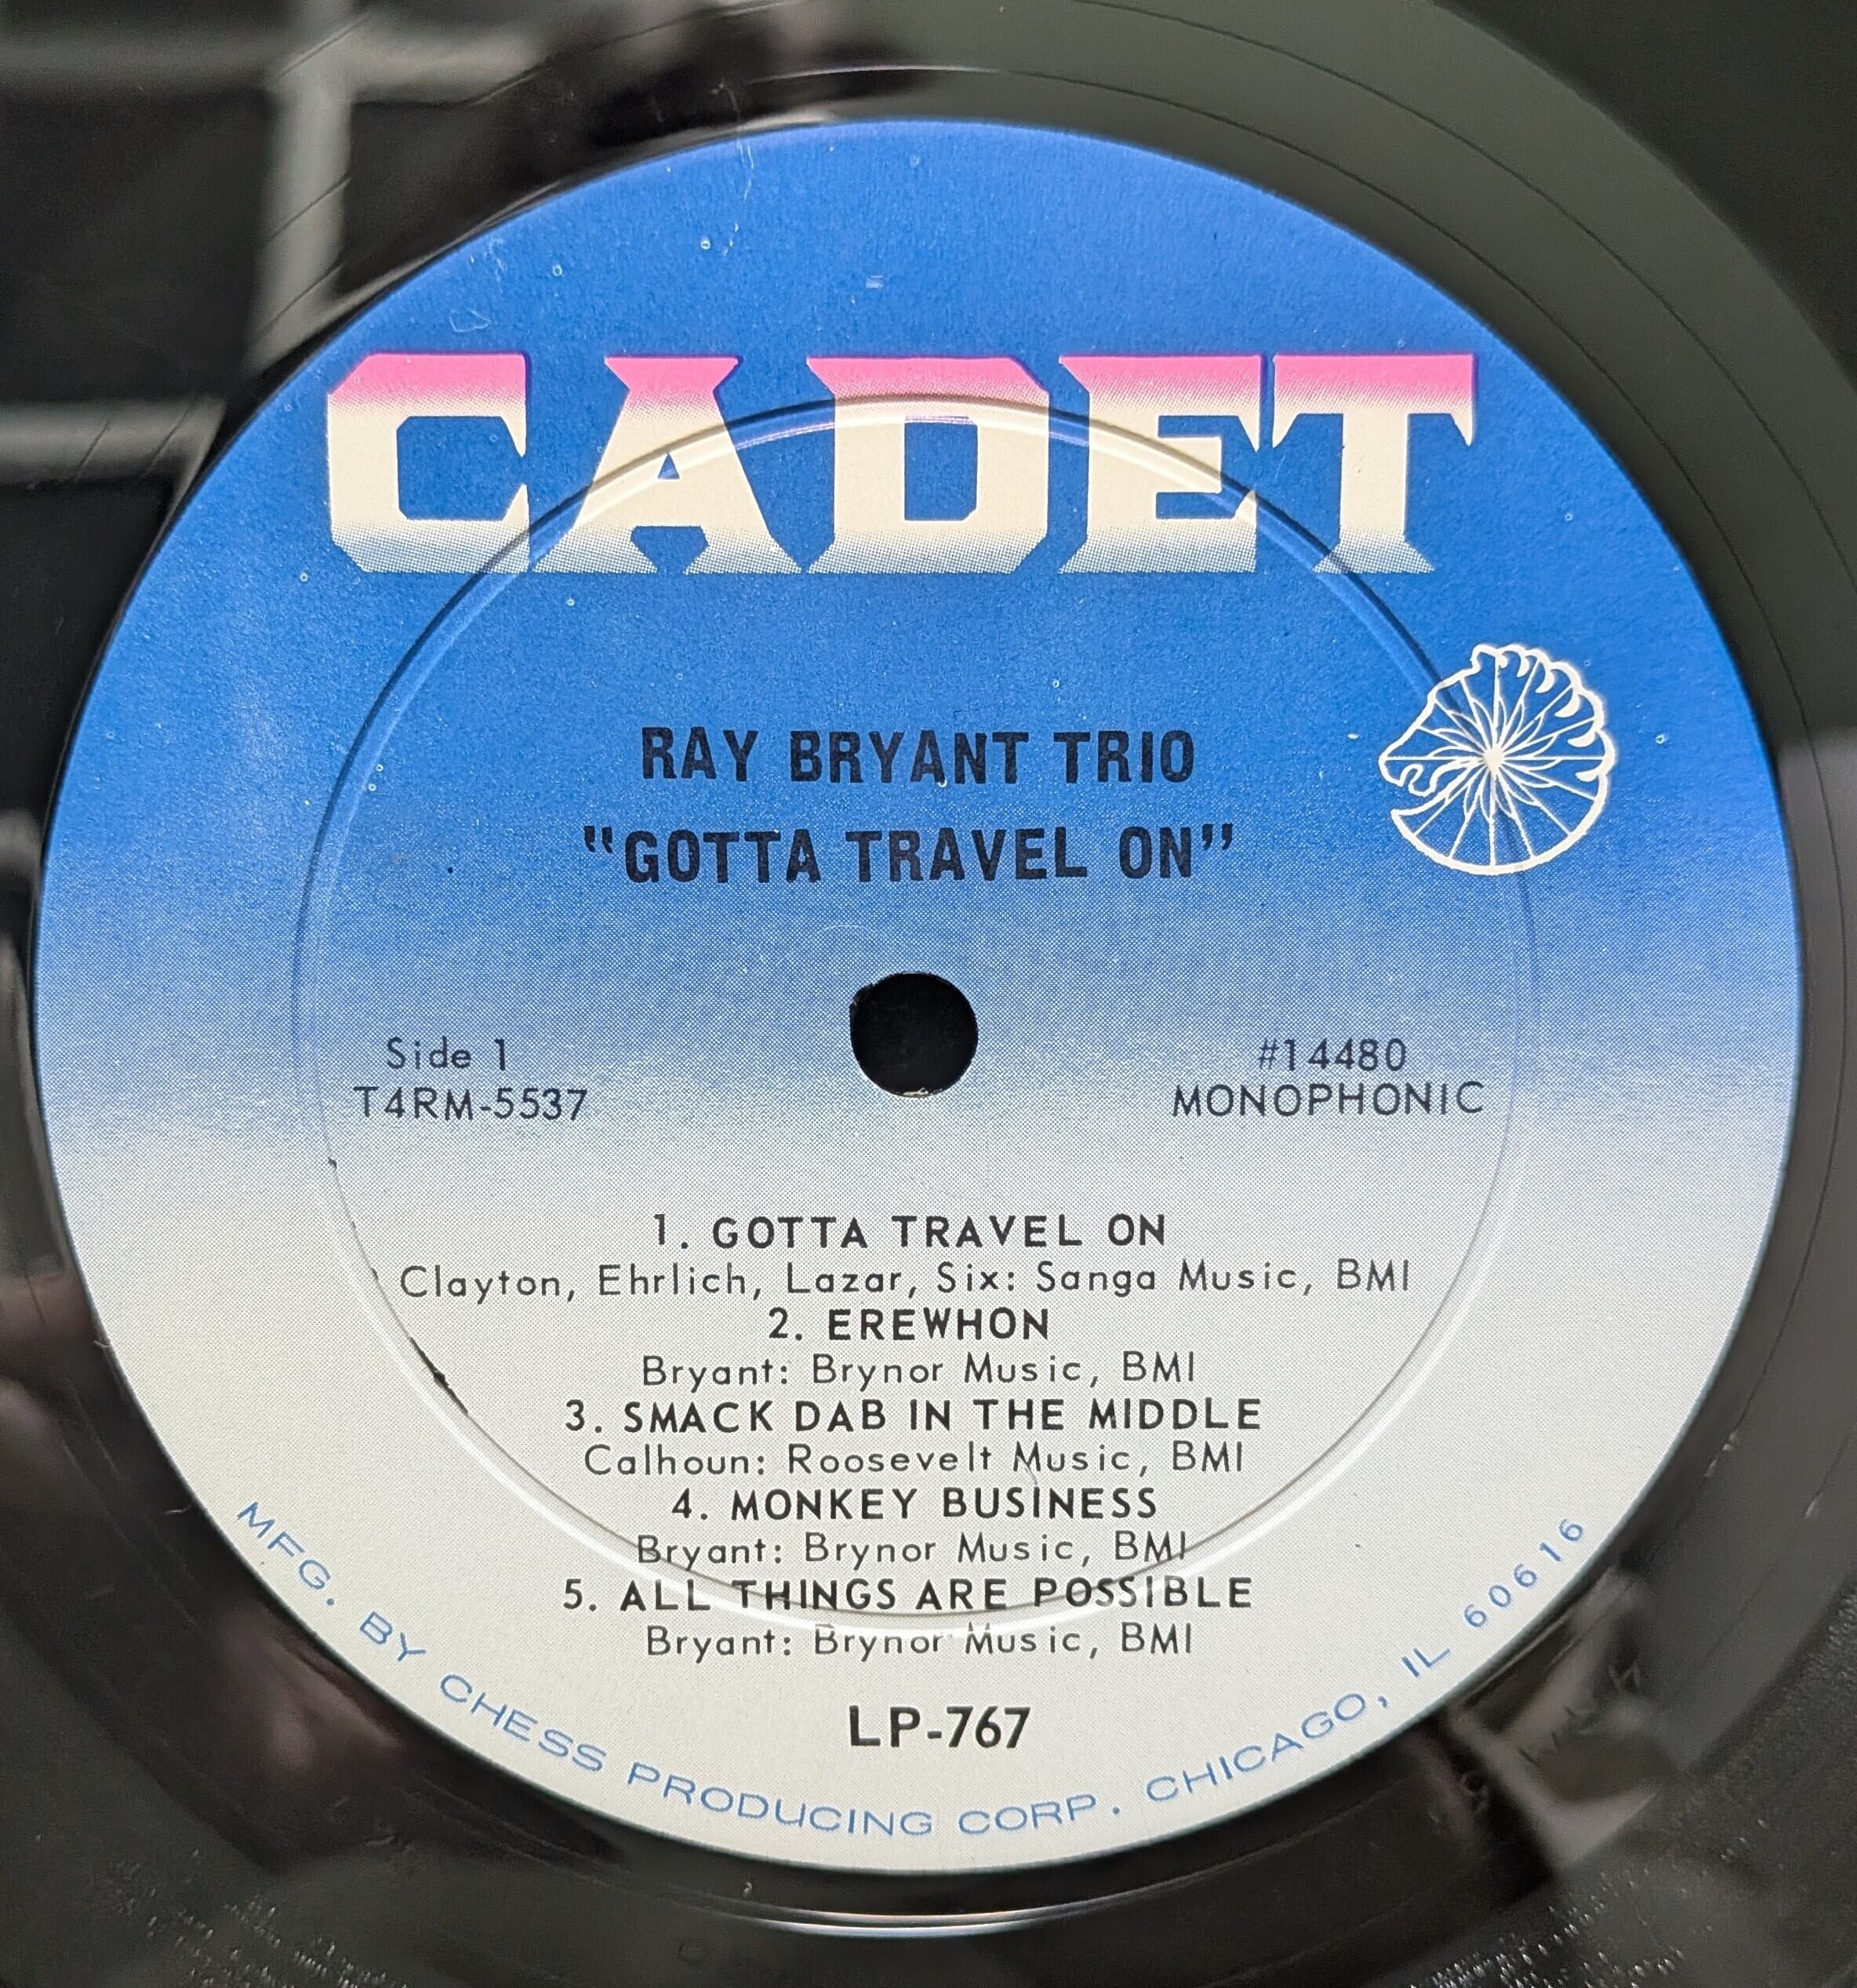 CADET
RAY BRYANT TRIO
"GOTTA TRAVEL ON"
Side 1
T4RM-5537
#14480
MONOPHONIC
1. GOTTA TRAVEL ON
Clayton, Ehrlich, Lazar, Six: Sanga Music, BMI
2. EREWHON
Bryant: Brynor Music, BMI
3. SMACK DAB IN THE MIDDLE
Calhoun: Roosevelt Music, BMI
4. MONKEY BUSINESS
Bryant: Brynor Music, BMI
5. ALL THINGS ARE POSSIBLE
Bryant: Brynor Music, BMI
LP-767
MFG. BY CHESS PRODUCING CORP. CHICAGO, IL 60616